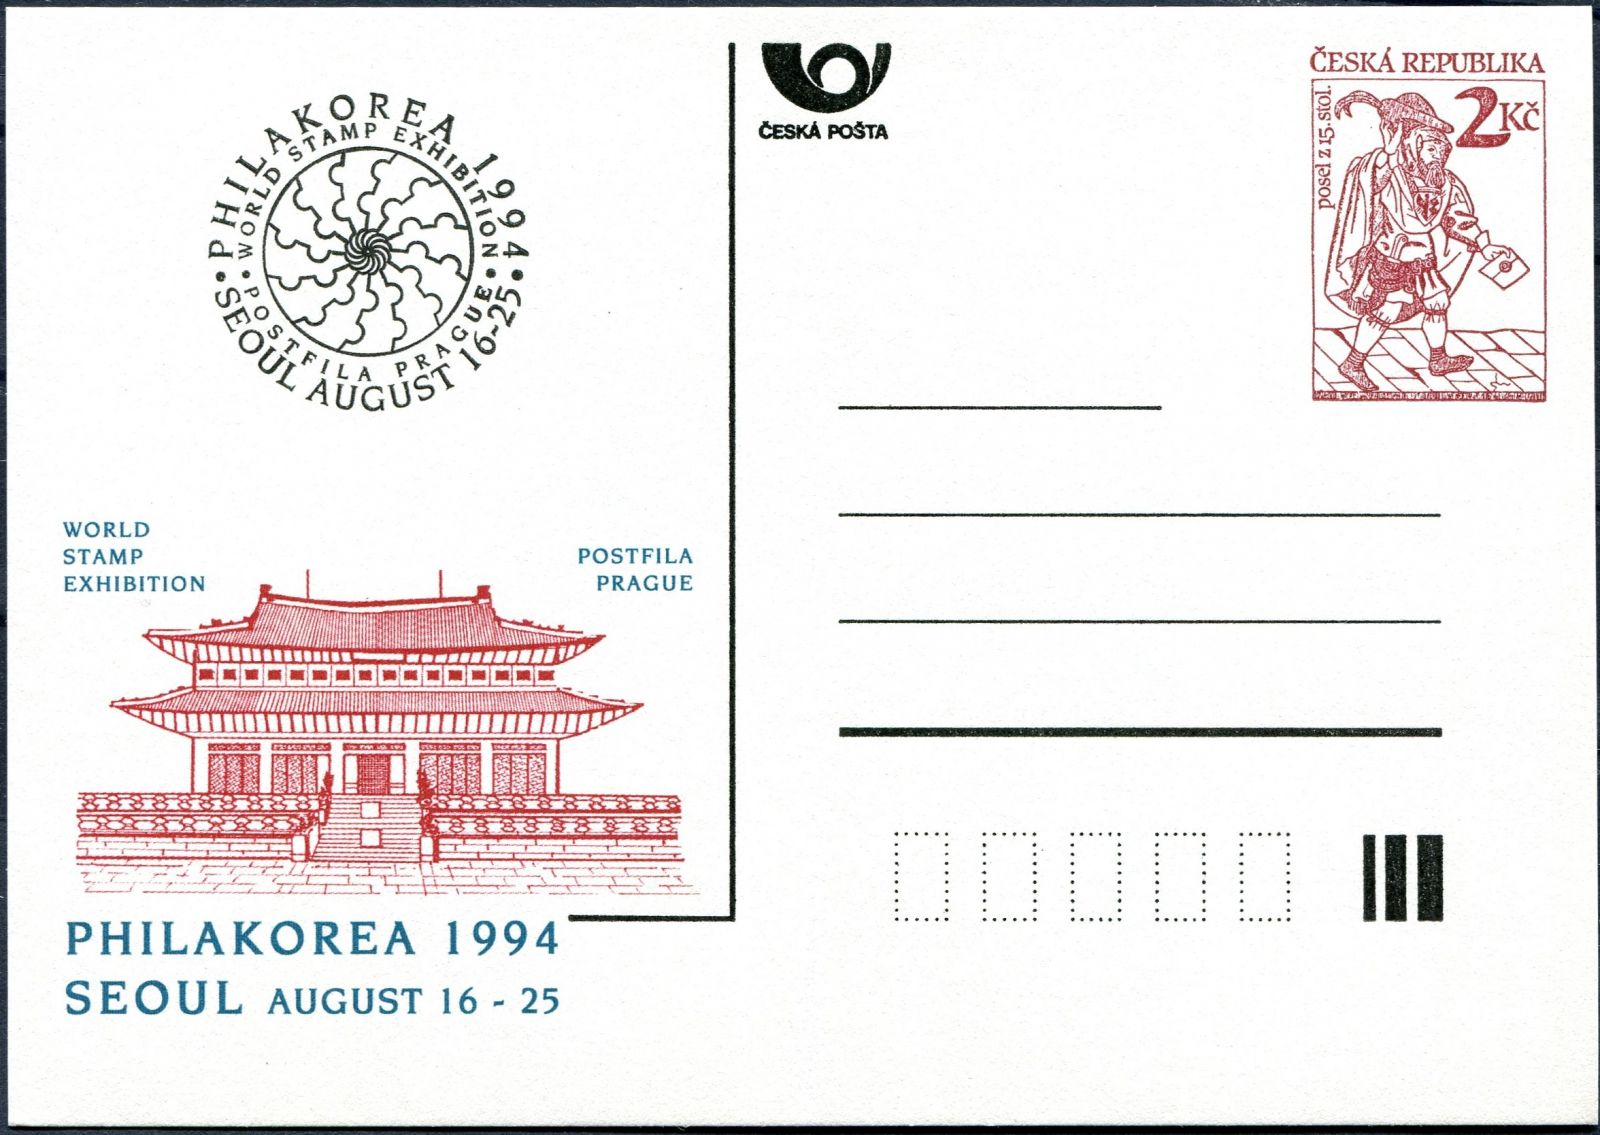 PHILAKOREA 1994
WORLD STAMP EXHIBITION
POSTFILA PRAGUE
SEOUL AUGUST 16-25
WORLD
STAMP
EXHIBITION
POSTFILA
PRAGUE
PHILAKOREA 1994
SEOUL AUGUST 16 - 25
ČESKÁ POŠTA
ČESKÁ REPUBLIKA
2 Kč
posel z 15. stol.